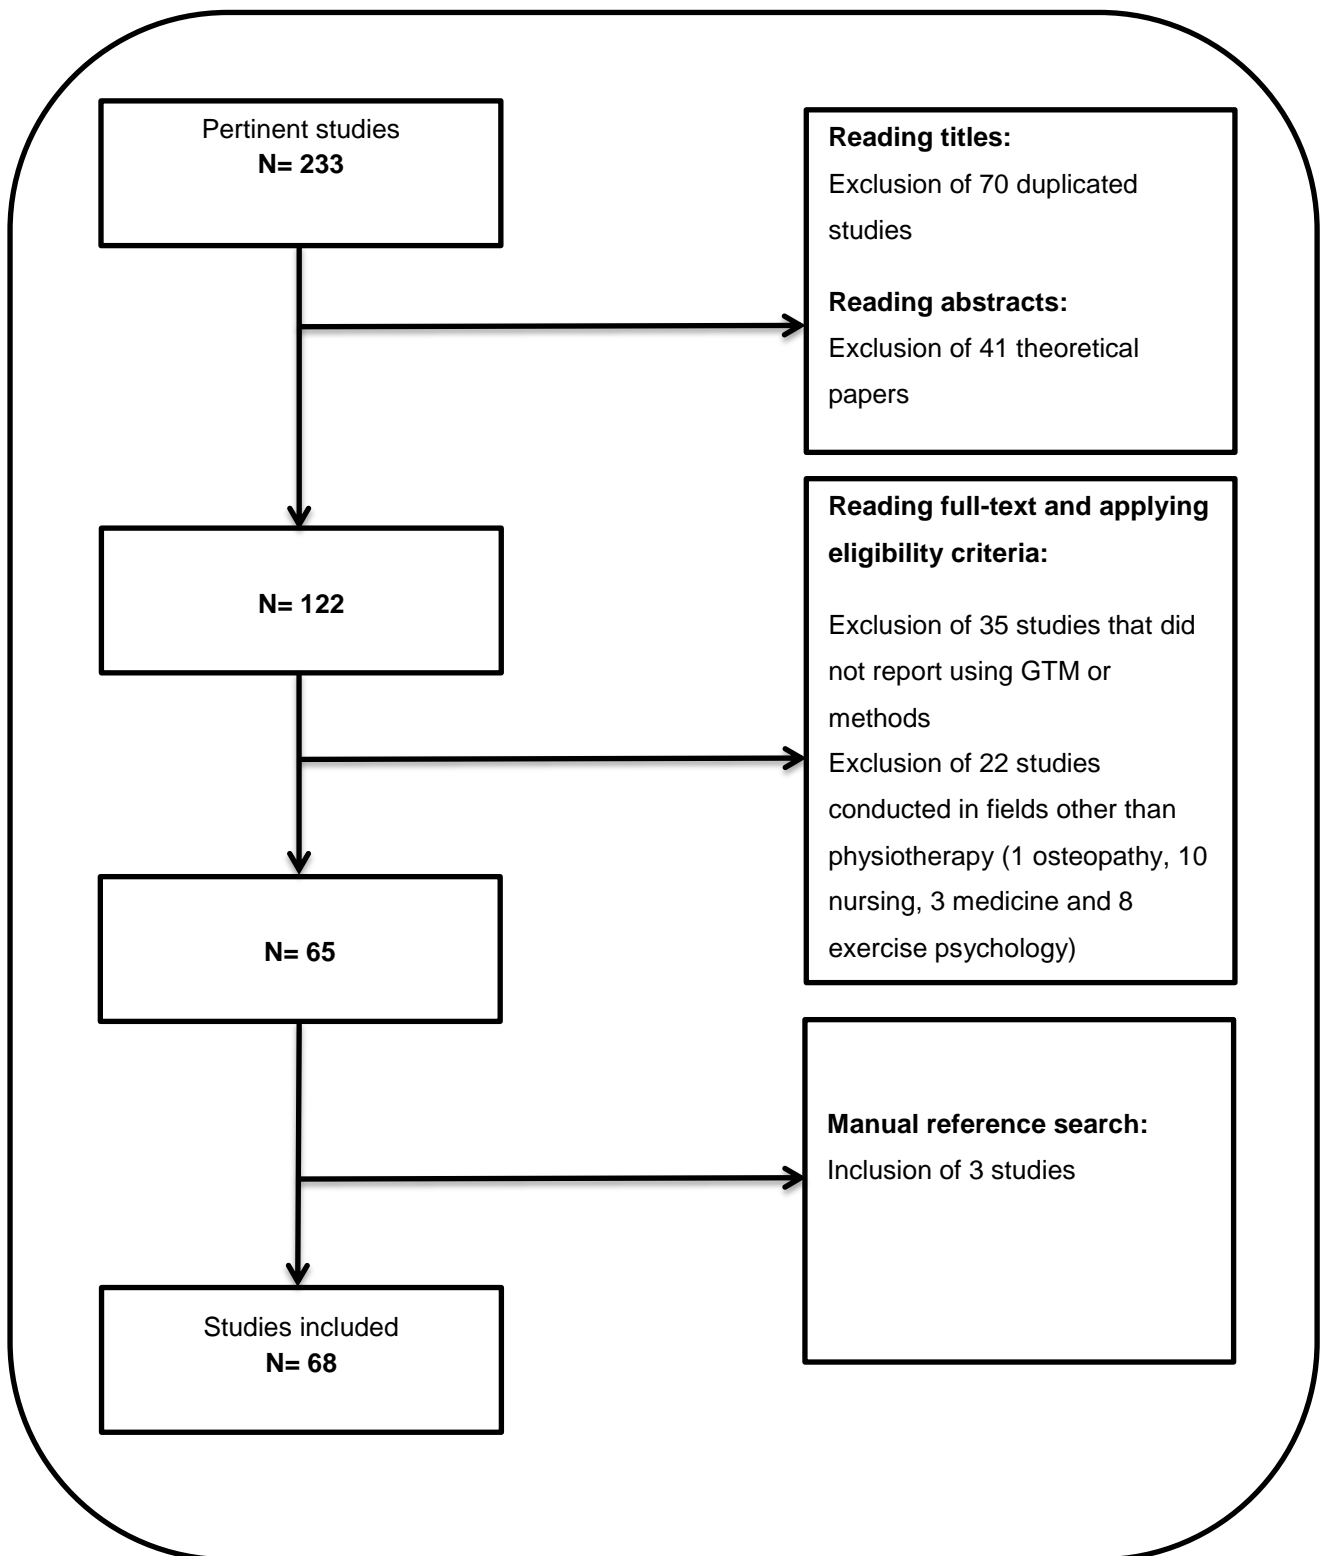 Pertinent studies
N= 233
Reading titles:
Exclusion of 70 duplicated
studies
Reading abstracts:
Exclusion of 41 theoretical
papers
N= 122
Reading full-text and applying
eligibility criteria:
Exclusion of 35 studies that did
not report using GTM or
methods
Exclusion of 22 studies
conducted in fields other than
physiotherapy (1 osteopathy, 10
nursing, 3 medicine and 8
exercise psychology)
N= 65
Manual reference search:
Inclusion of 3 studies
Studies included
N= 68